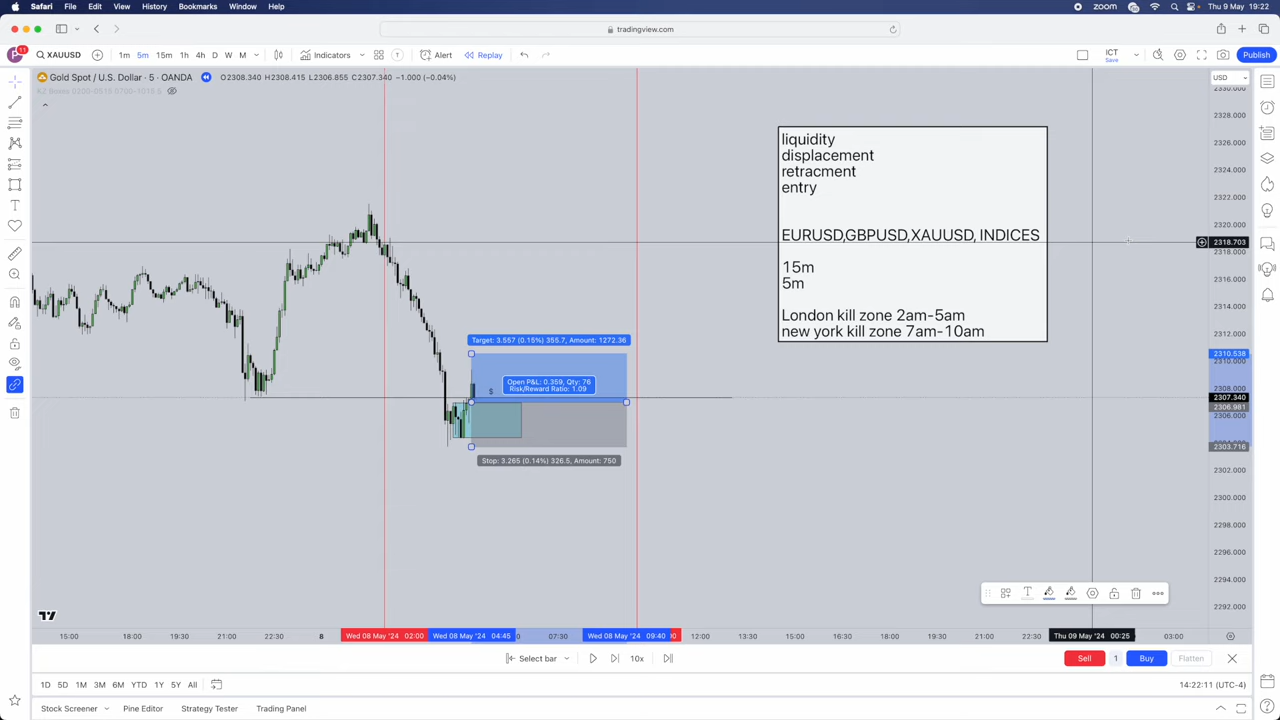 Safari File Edit View History Bookmarks Window Help
zoom Thu 9 May 19:22
tradingview.com
11 P XAUUSD 1m 5m 15m 1h 4h D W M Indicators T Alert Replay ICT Save Publish
Gold Spot / U.S. Dollar · 5 · OANDA O2308.340 H2308.415 L2306.855 C2307.340 −1.000 (−0.04%)
USD
2330.000
2328.000
2326.000
2324.000
2322.000
2320.000
2318.703
2318.000
2316.000
2314.000
2312.000
2310.538
2310.000
2308.000
2307.340
2306.981
2306.000
2303.716
2302.000
2300.000
2298.000
2296.000
2294.000
2292.000
liquidity
displacement
retracment
entry
EURUSD,GBPUSD,XAUUSD, INDICES
15m
5m
London kill zone 2am-5am
new york kill zone 7am-10am
Target: 3.557 (0.15%) 355.7, Amount: 1272.36
Open P&L: 0.359, Qty: 76
Risk/Reward Ratio: 1.09
$
Stop: 3.265 (0.14%) 326.5, Amount: 750
15:00 18:00 19:30 21:00 22:30 8 Wed 08 May '24 02:00 Wed 08 May '24 04:45 07:30 Wed 08 May '24 09:40 12:00 13:30 15:00 16:30 18:00 19:30 21:00 22:30 Thu 09 May '24 00:25 03:00
Select bar 10x Sell 1 Buy Flatten
1D 5D 1M 3M 6M YTD 1Y 5Y All 14:22:11 (UTC-4)
Stock Screener Pine Editor Strategy Tester Trading Panel